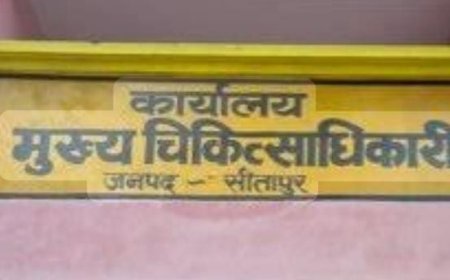 कार्यालय
मुख्य चिकित्साधिकारी
जनपद - सीतापुर